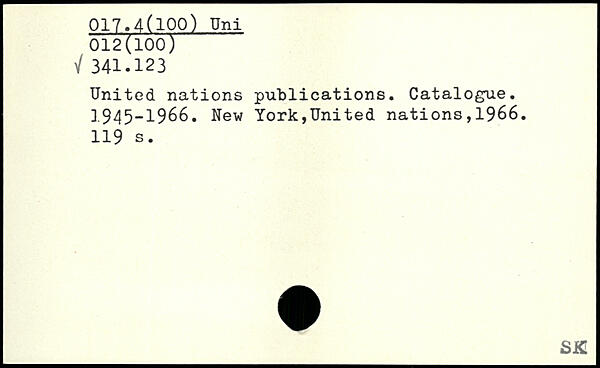 017.4(100) Uni
012(100)
√ 341.123
United nations publications. Catalogue.
1945-1966. New York,United nations,1966.
119 s.
SK